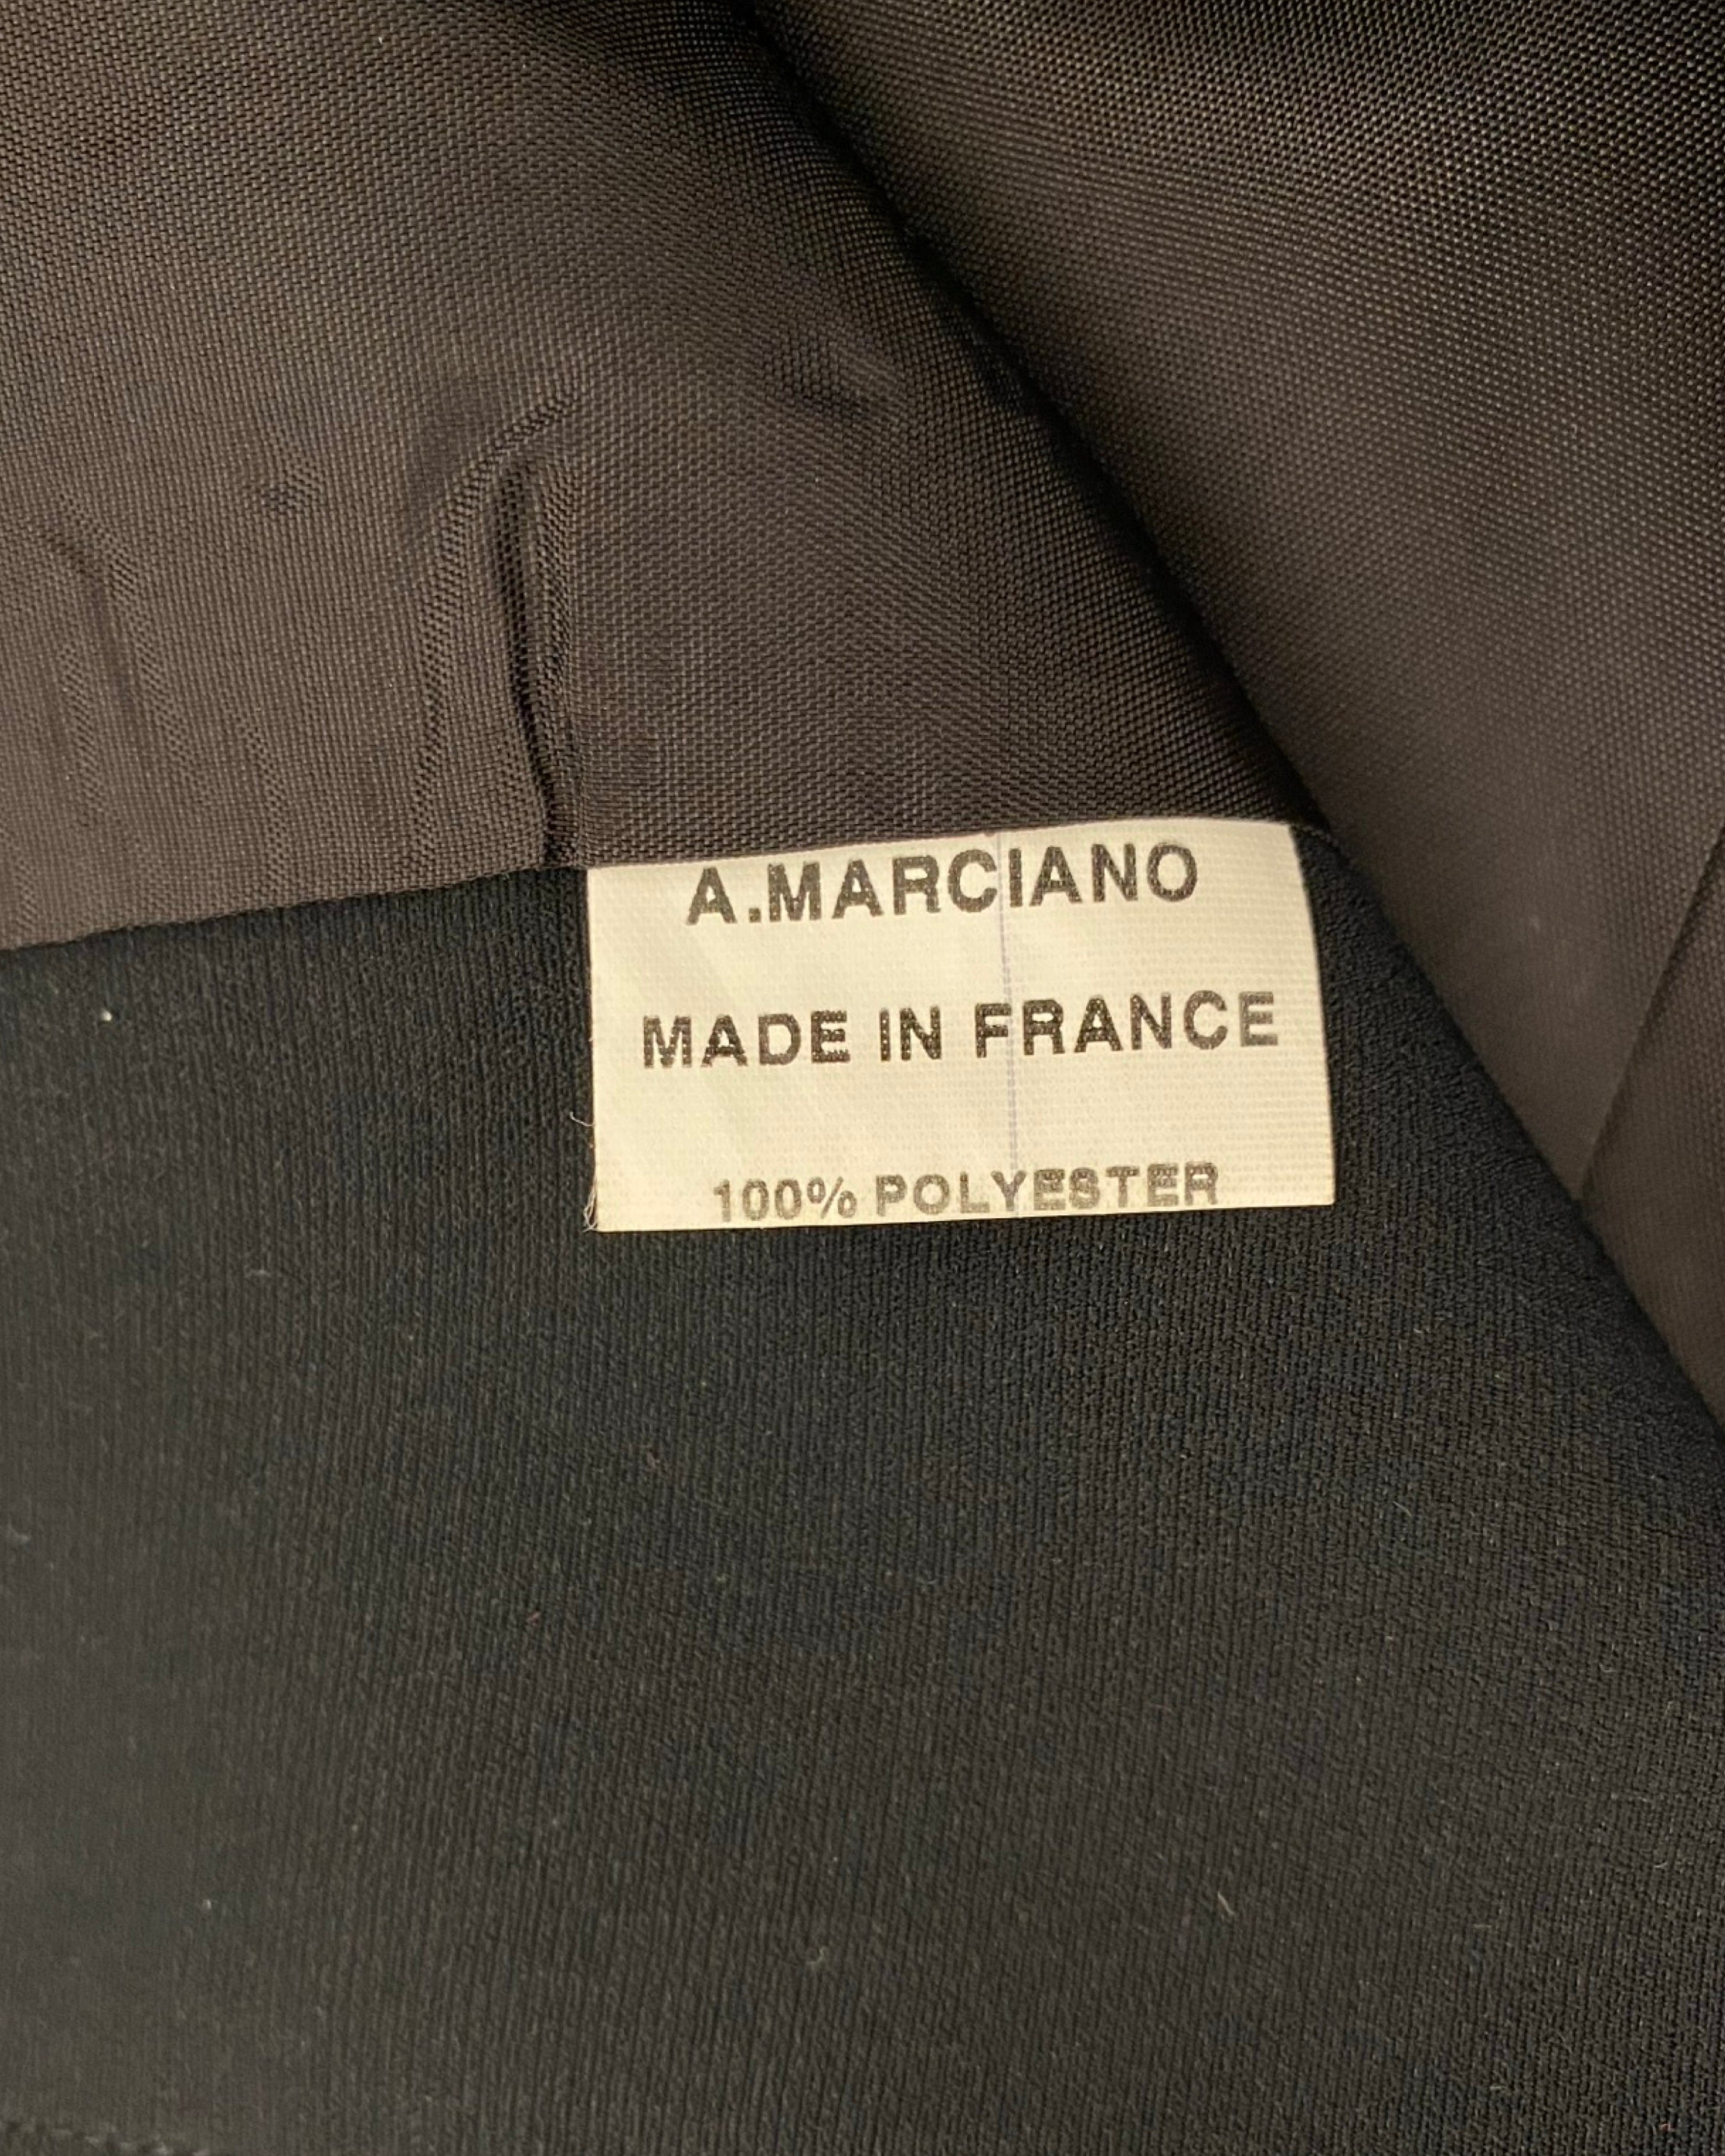 A.MARCIANO
MADE IN FRANCE
100% POLYESTER